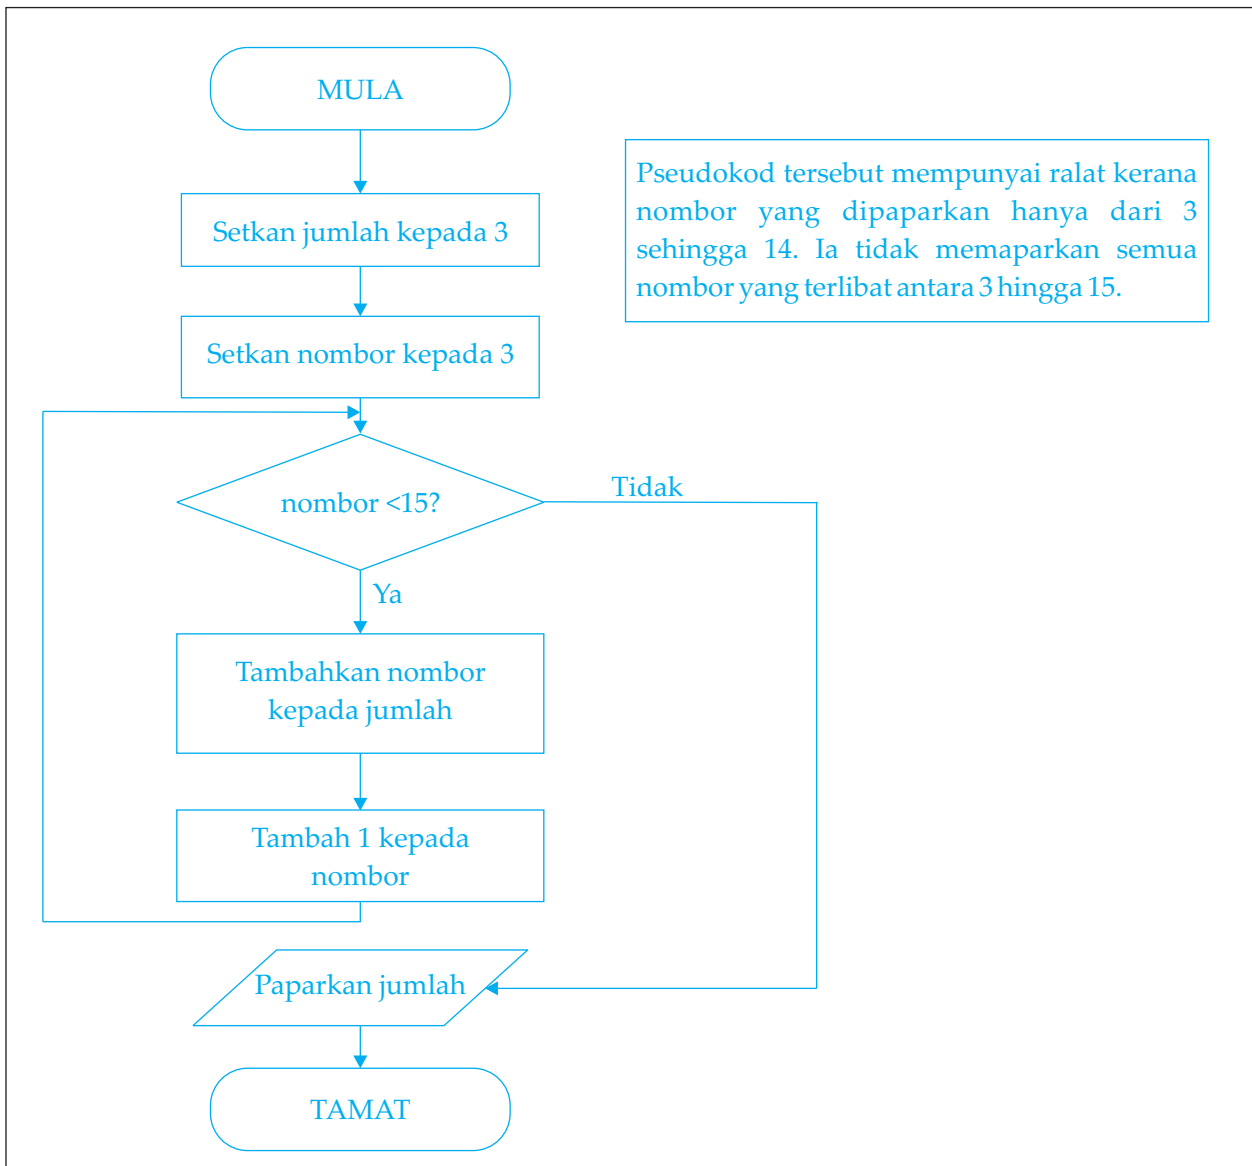 MULA
Setkan jumlah kepada 3
Setkan nombor kepada 3
nombor <15?
Tidak
Ya
Tambahkan nombor
kepada jumlah
Tambah 1 kepada
nombor
Paparkan jumlah
TAMAT
Pseudokod tersebut mempunyai ralat kerana
nombor yang dipaparkan hanya dari 3
sehingga 14. Ia tidak memaparkan semua
nombor yang terlibat antara 3 hingga 15.